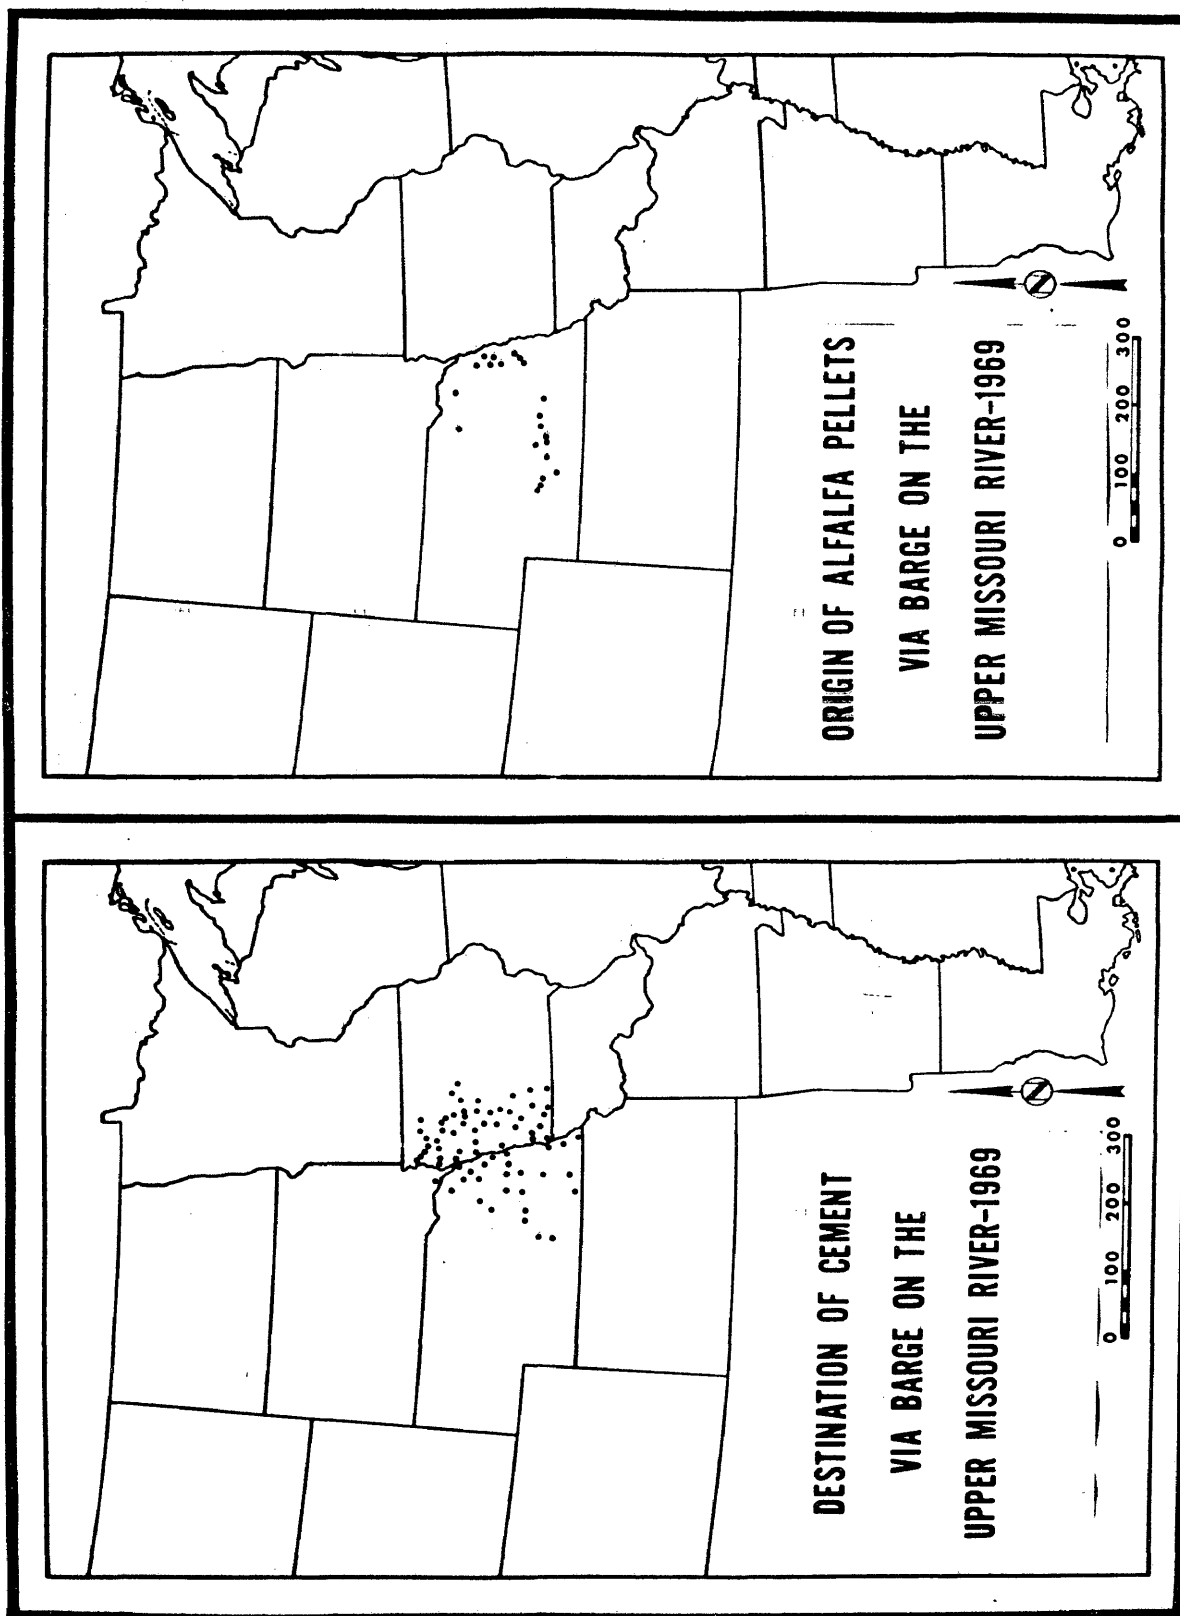 DESTINATION OF CEMENT
VIA BARGE ON THE
UPPER MISSOURI RIVER-1969
N
0 100 200 300
ORIGIN OF ALFALFA PELLETS
VIA BARGE ON THE
UPPER MISSOURI RIVER-1969
N
0 100 200 300